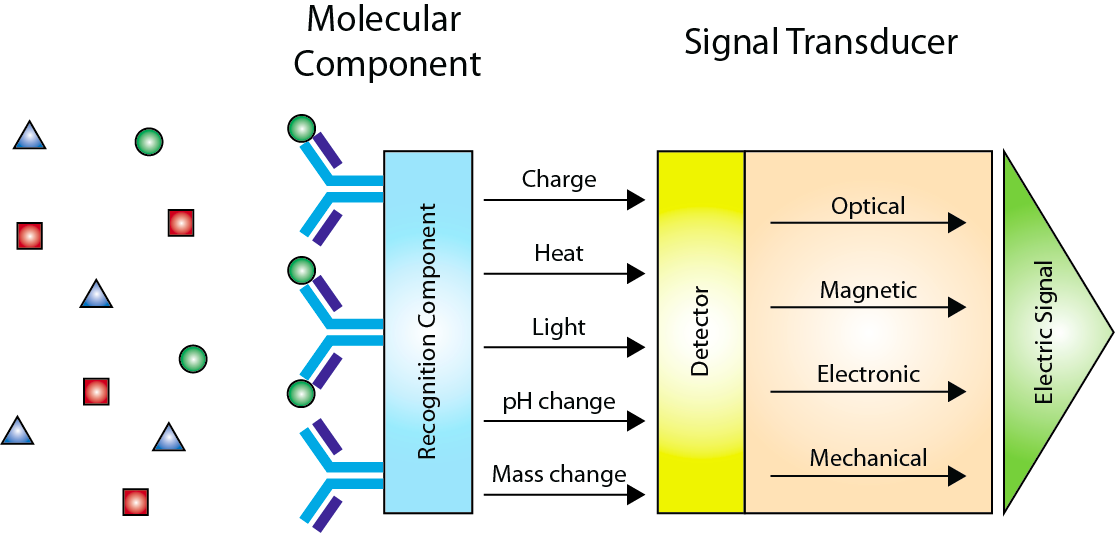 Molecular
Component
Signal Transducer
Recognition Component
Charge
Heat
Light
pH change
Mass change
Detector
Optical
Magnetic
Electronic
Mechanical
Electric Signal